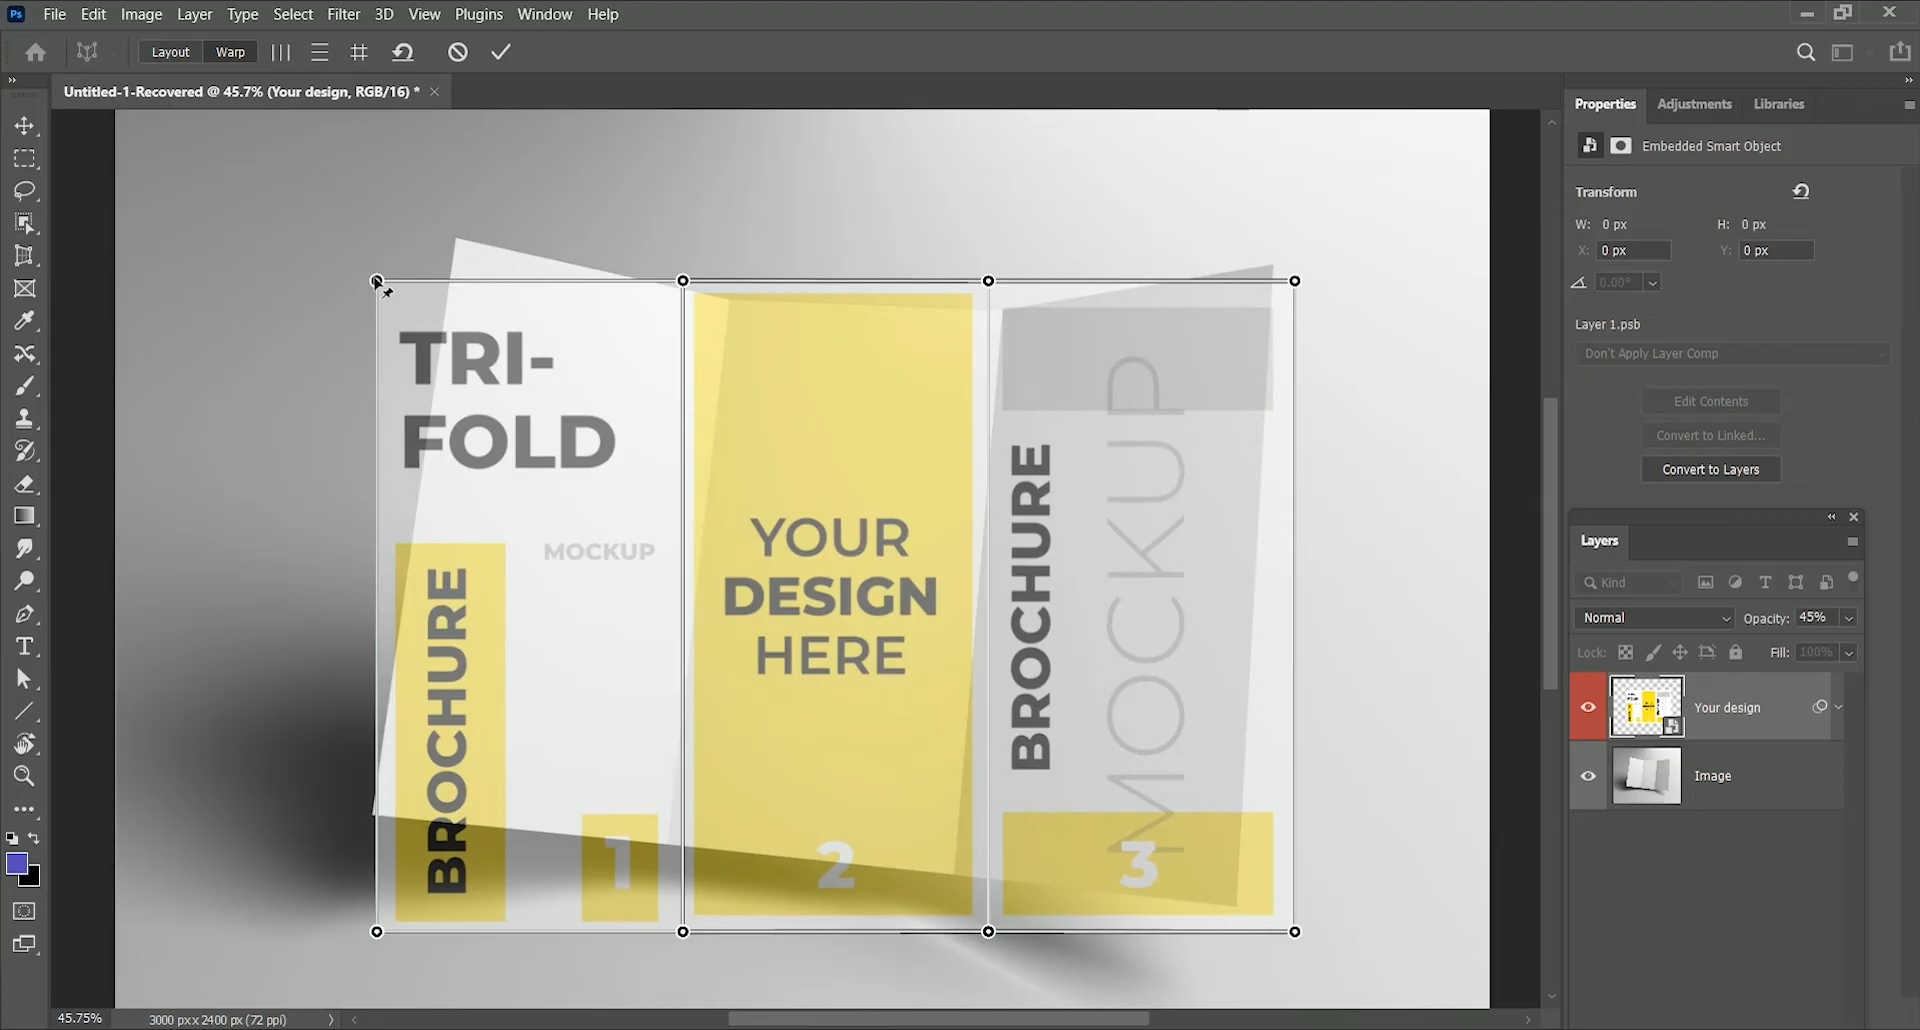 Ps File Edit Image Layer Type Select Filter 3D View Plugins Window Help
Layout Warp
Untitled-1-Recovered @ 45.7% (Your design, RGB/16) *
TRI-
FOLD
MOCKUP
BROCHURE
1
YOUR
DESIGN
HERE
2
BROCHURE
MOCKUP
3
45.75% 3000 px x 2400 px (72 ppi)
Properties Adjustments Libraries
Embedded Smart Object
Transform
W: 0 px H: 0 px
X: 0 px Y: 0 px
0.00°
Layer 1.psb
Don't Apply Layer Comp
Edit Contents
Convert to Linked...
Convert to Layers
Layers
Kind
Normal Opacity: 45%
Lock: Fill: 100%
Your design
Image